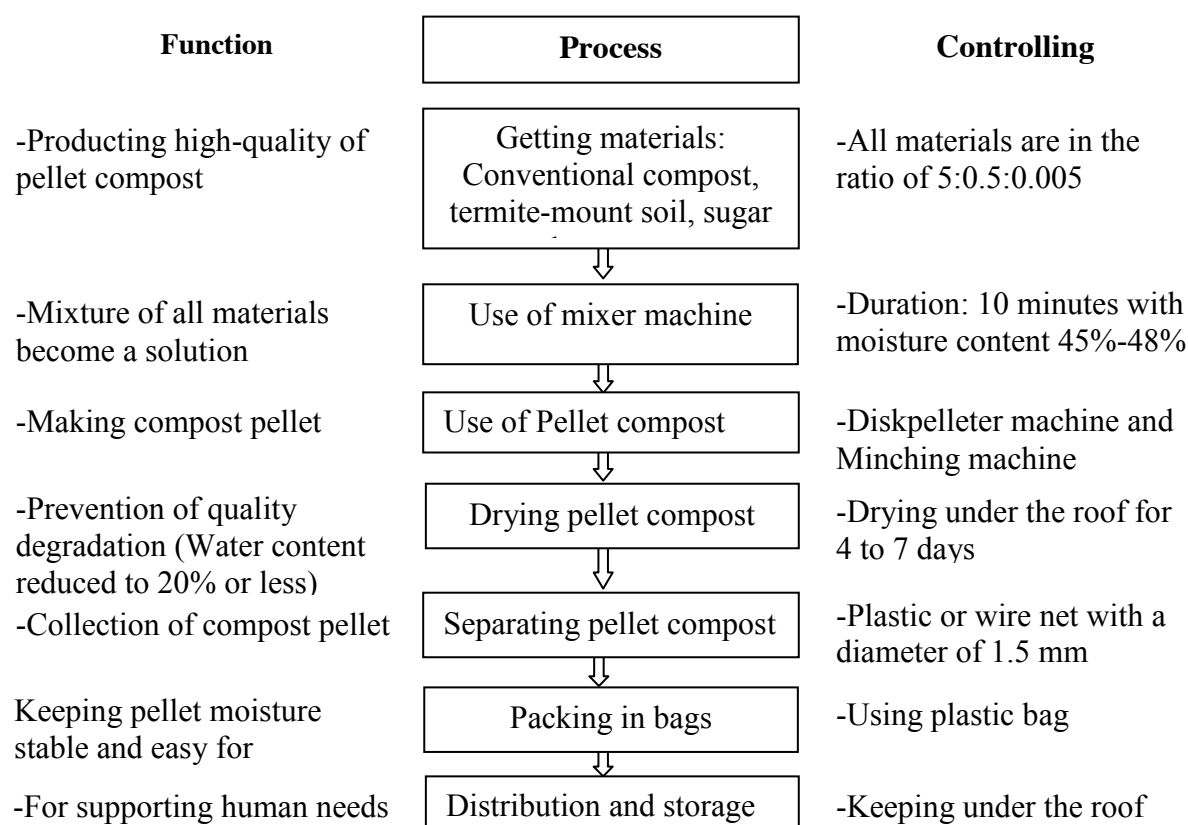 Function
Process
Controlling
-Producting high-quality of
pellet compost
Getting materials:
Conventional compost,
termite-mount soil, sugar
-All materials are in the
ratio of 5:0.5:0.005
-Mixture of all materials
become a solution
Use of mixer machine
-Duration: 10 minutes with
moisture content 45%-48%
-Making compost pellet
Use of Pellet compost
-Diskpelleter machine and
Minching machine
-Prevention of quality
degradation (Water content
reduced to 20% or less)
Drying pellet compost
-Drying under the roof for
4 to 7 days
-Collection of compost pellet
Separating pellet compost
-Plastic or wire net with a
diameter of 1.5 mm
Keeping pellet moisture
stable and easy for
Packing in bags
-Using plastic bag
-For supporting human needs
Distribution and storage
-Keeping under the roof